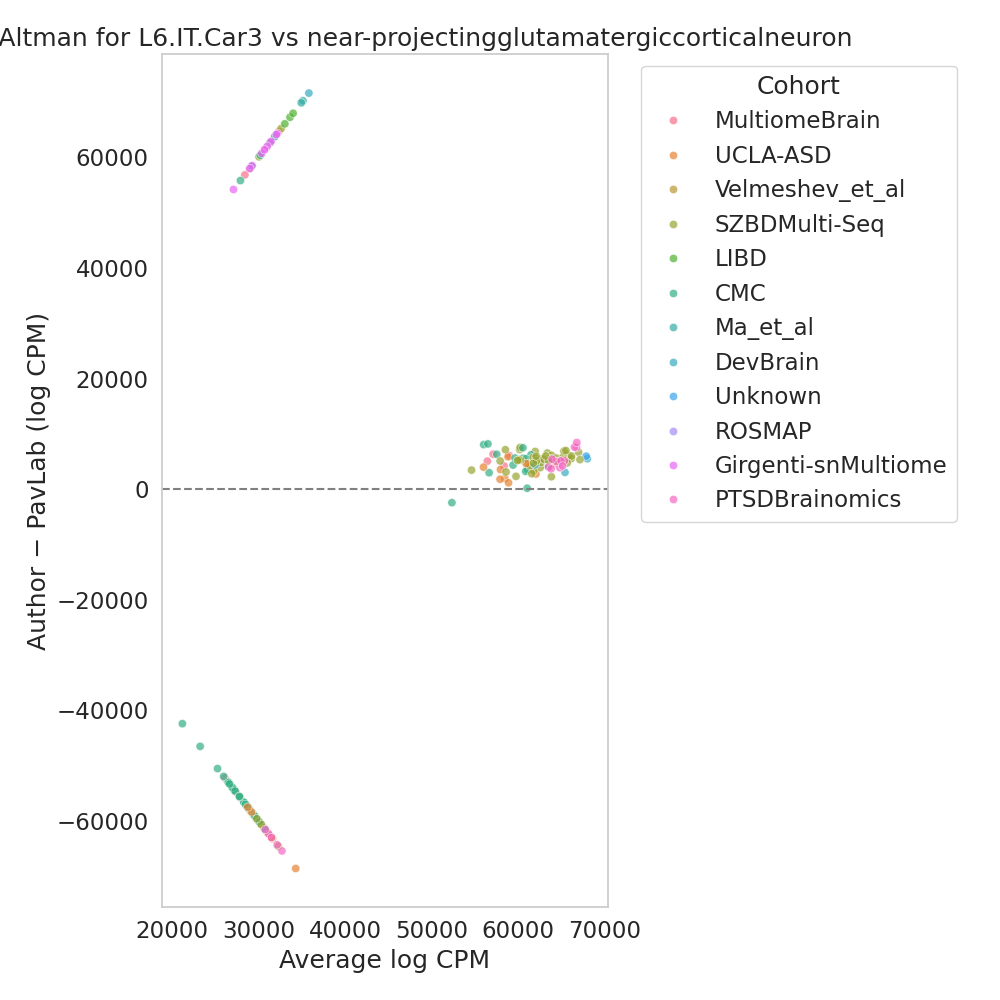 Altman for L6.IT.Car3 vs near-projectingglutamatergiccorticalneuron
Cohort
MultiomeBrain
UCLA-ASD
Velmeshev_et_al
SZBDMulti-Seq
LIBD
CMC
Ma_et_al
DevBrain
Unknown
ROSMAP
Girgenti-snMultiome
PTSDBrainomics
Author − PavLab (log CPM)
60000
40000
20000
0
−20000
−40000
−60000
20000 30000 40000 50000 60000 70000
Average log CPM